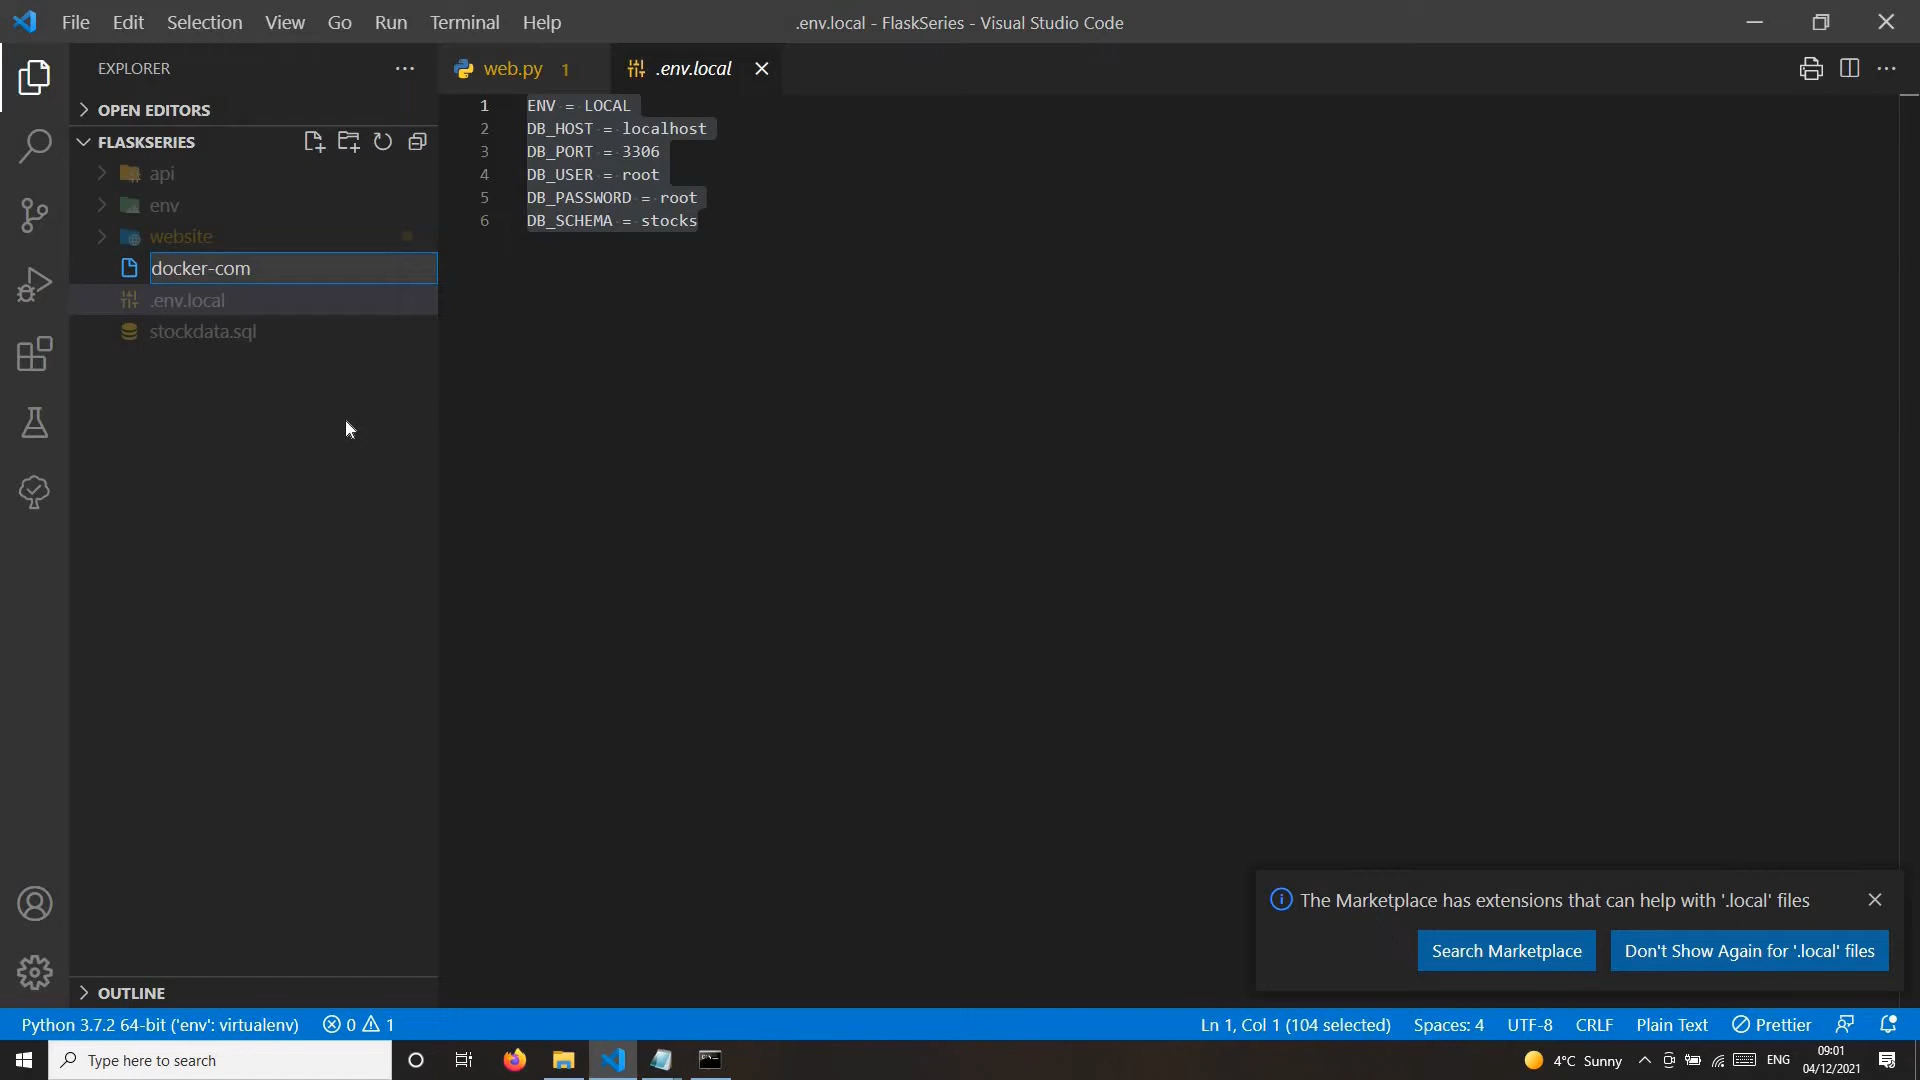 File Edit Selection View Go Run Terminal Help
.env.local - FlaskSeries - Visual Studio Code
EXPLORER
web.py 1
.env.local
OPEN EDITORS
FLASKSERIES
api
env
website
docker-com
.env.local
stockdata.sql
1 ENV = LOCAL
2 DB_HOST = localhost
3 DB_PORT = 3306
4 DB_USER = root
5 DB_PASSWORD = root
6 DB_SCHEMA = stocks
The Marketplace has extensions that can help with '.local' files
Search Marketplace
Don't Show Again for '.local' files
OUTLINE
Python 3.7.2 64-bit ('env': virtualenv) 0 1
Ln 1, Col 1 (104 selected) Spaces: 4 UTF-8 CRLF Plain Text Prettier
Type here to search
4°C Sunny
ENG
09:01
04/12/2021